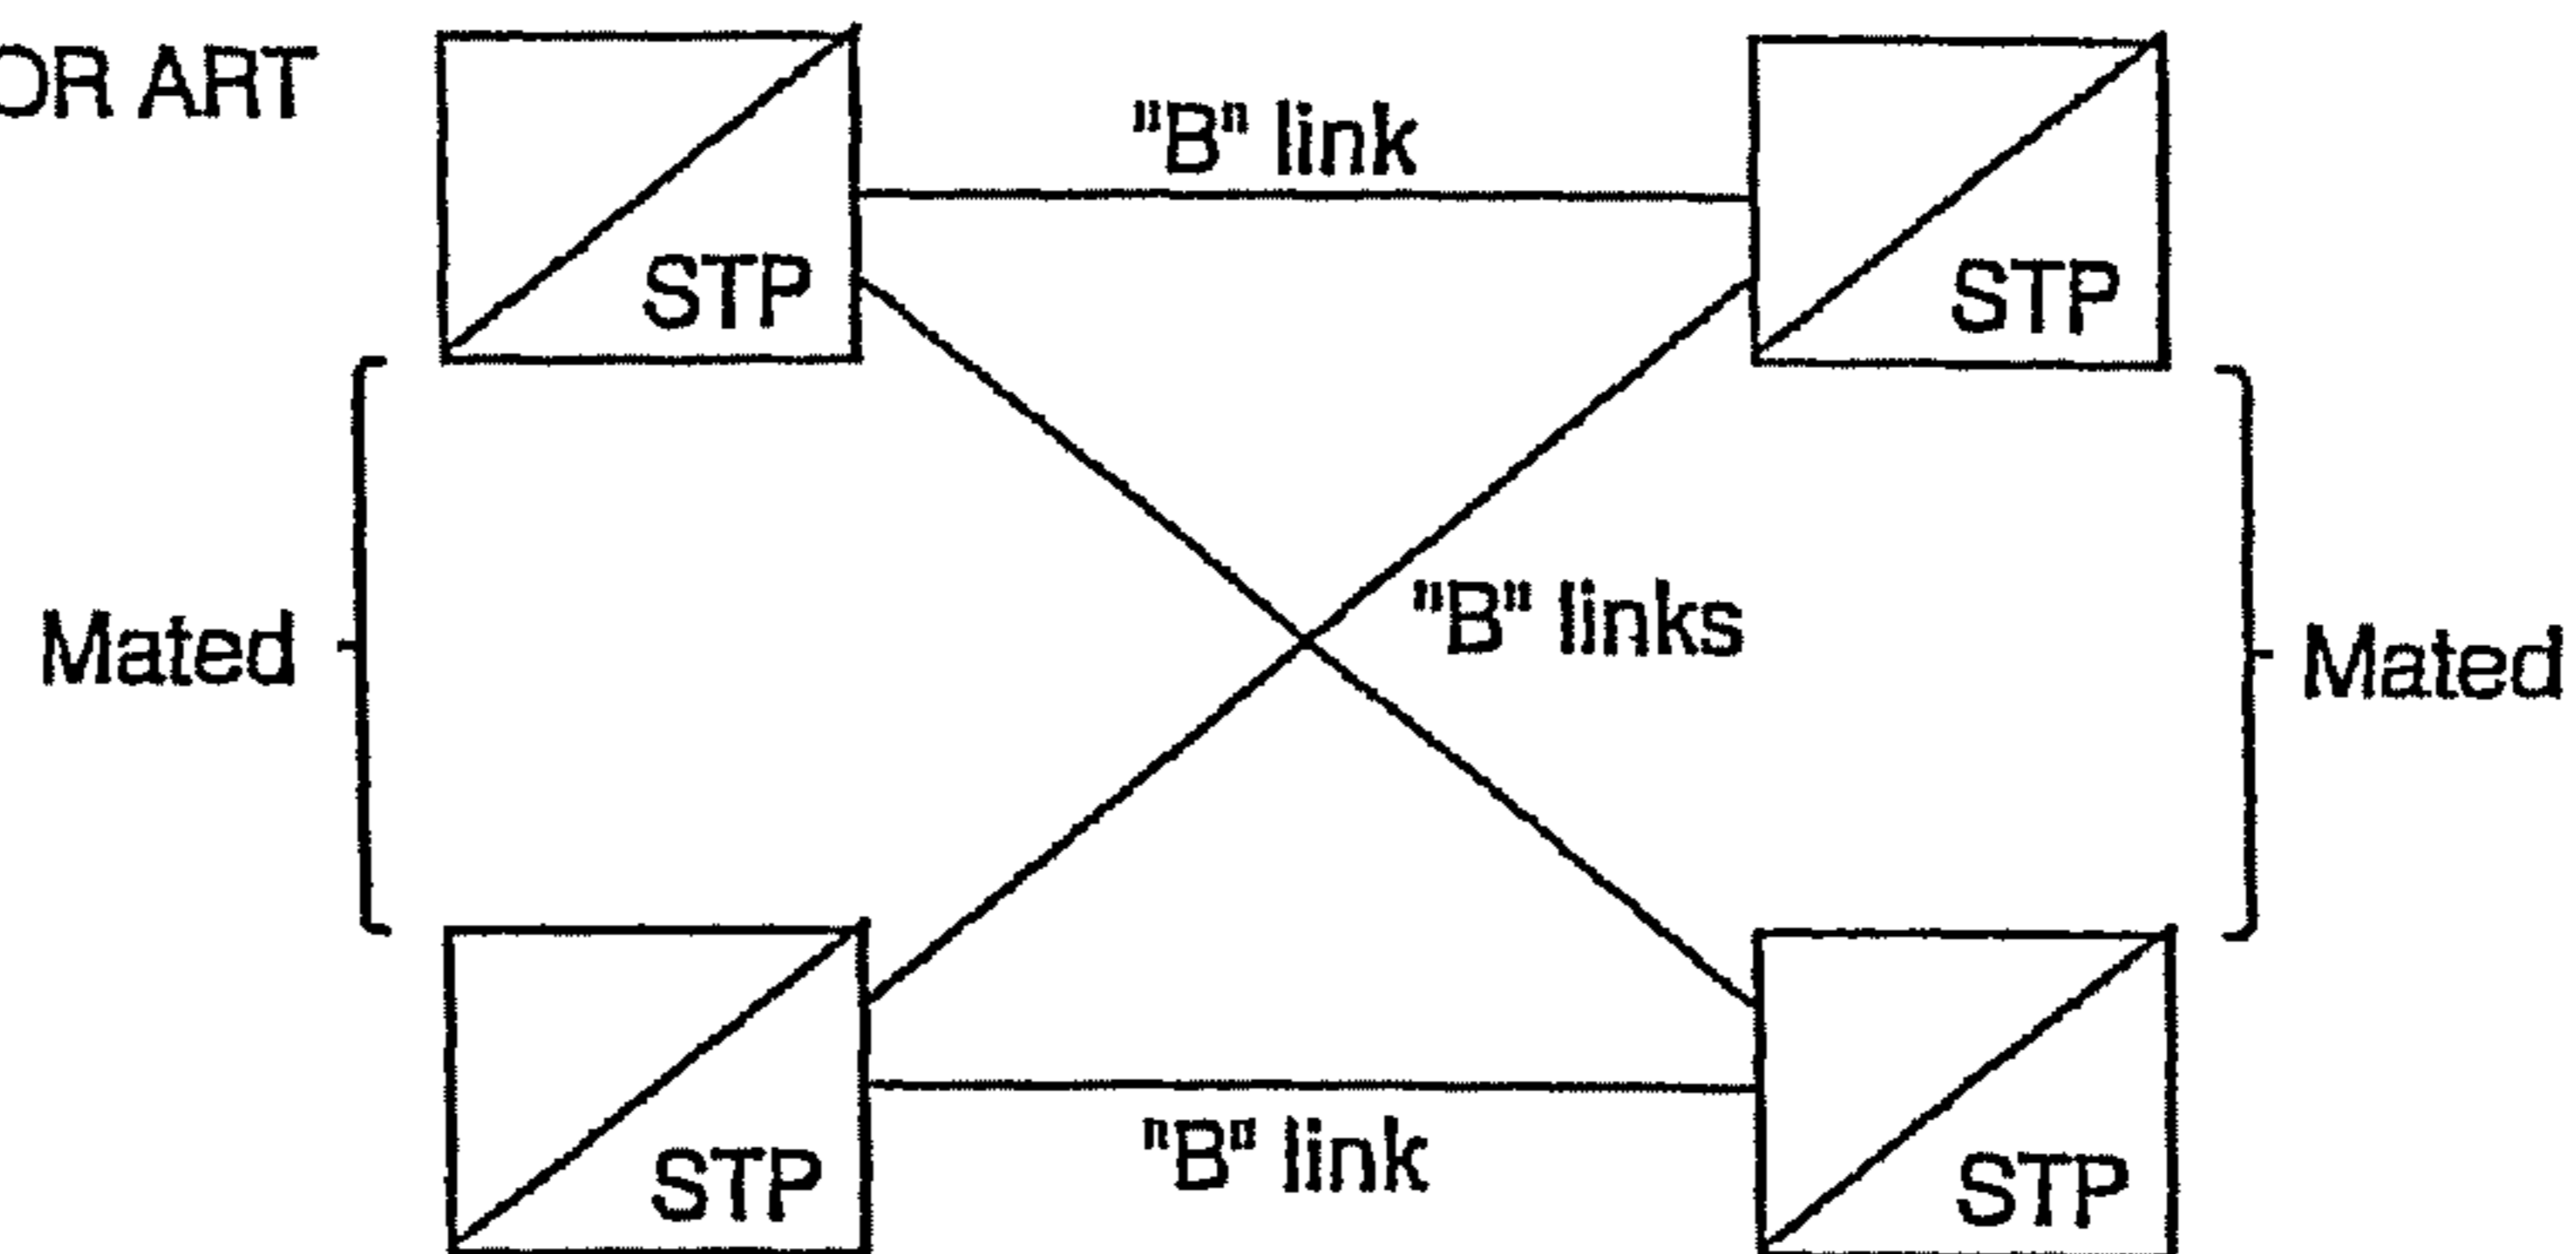 OR ART
"B" link
STP
STP
"B" links
Mated
Mated
"B" link
STP
STP